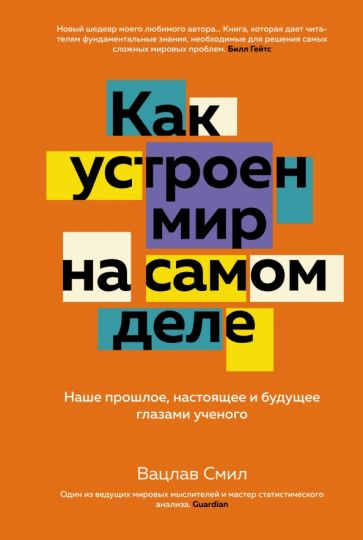 Новый шедевр моего любимого автора... Книга, которая дает чита-
телям фундаментальные знания, необходимые для решения самых
сложных мировых проблем. Билл Гейтс
Как
устроен
мир
на самом
деле
Наше прошлое, настоящее и будущее
глазами ученого
Вацлав Смил
Один из ведущих мировых мыслителей и мастер статистического
анализа. Guardian